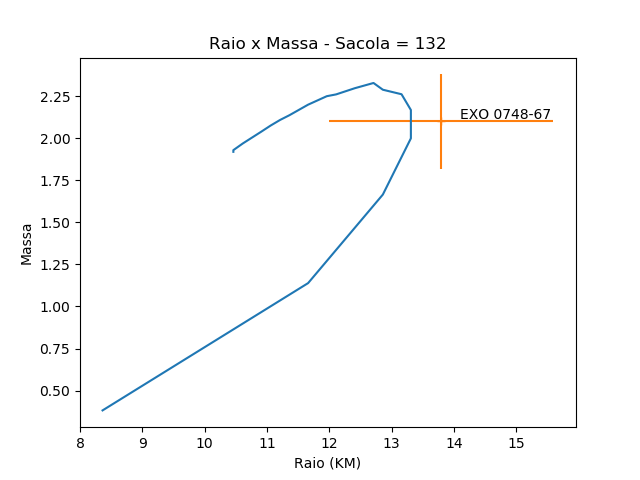 Raio x Massa - Sacola = 132
2.25
2.00
1.75
1.50
1.25
1.00
0.75
0.50
Massa
EXO 0748-67
8 9 10 11 12 13 14 15
Raio (KM)